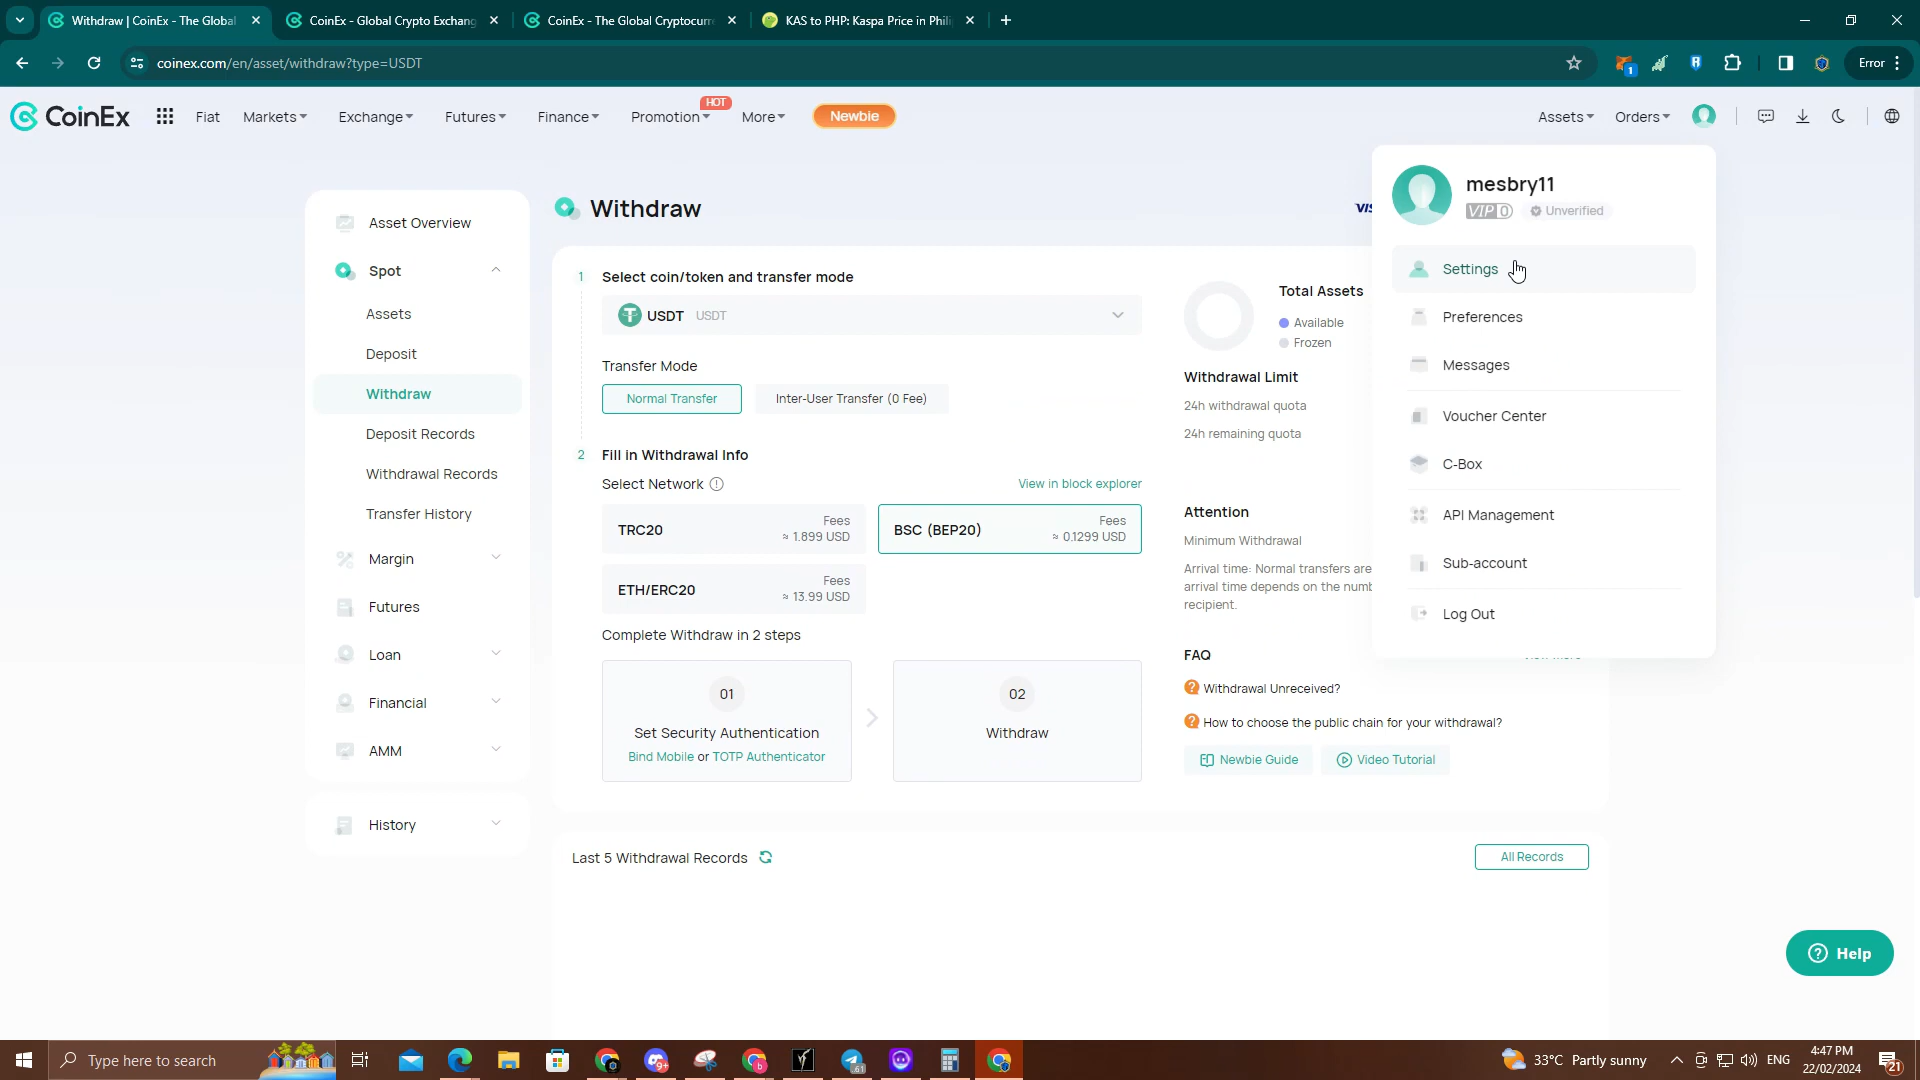 Withdraw | CoinEx - The Global
CoinEx - Global Crypto Exchang
CoinEx - The Global Cryptocurr
KAS to PHP: Kaspa Price in Phili
coinex.com/en/asset/withdraw?type=USDT
1
Error
CoinEx
Fiat
Markets
Exchange
Futures
Finance
Promotion
HOT
More
Newbie
Assets
Orders
mesbry11
VIP 0
Unverified
Settings
Preferences
Messages
Voucher Center
C-Box
API Management
Sub-account
Log Out
Asset Overview
Spot
Assets
Deposit
Withdraw
Deposit Records
Withdrawal Records
Transfer History
Margin
Futures
Loan
Financial
AMM
History
Withdraw
1 Select coin/token and transfer mode
USDT USDT
Transfer Mode
Normal Transfer
Inter-User Transfer (0 Fee)
2 Fill in Withdrawal Info
Select Network
View in block explorer
TRC20
Fees
≈ 1.899 USD
BSC (BEP20)
Fees
≈ 0.1299 USD
ETH/ERC20
Fees
≈ 13.99 USD
Complete Withdraw in 2 steps
01
Set Security Authentication
Bind Mobile or TOTP Authenticator
02
Withdraw
Total Assets
Available
Frozen
Withdrawal Limit
24h withdrawal quota
24h remaining quota
Attention
Minimum Withdrawal
Arrival time: Normal transfers are
arrival time depends on the numb
recipient.
FAQ
Withdrawal Unreceived?
How to choose the public chain for your withdrawal?
Newbie Guide
Video Tutorial
Last 5 Withdrawal Records
All Records
Help
Type here to search
9+
61
33°C Partly sunny
ENG
4:47 PM
22/02/2024
21